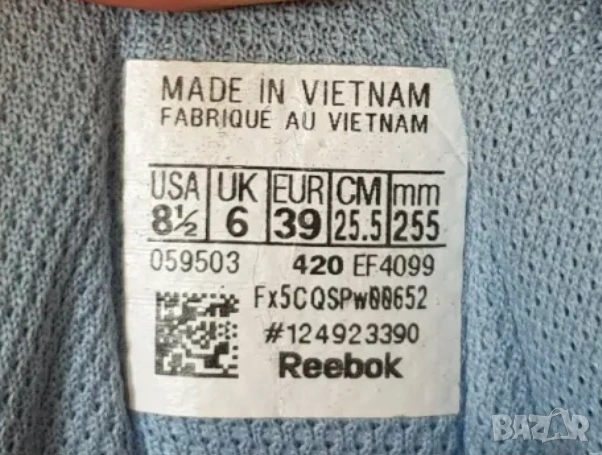 MADE IN VIETNAM
FABRIQUÉ AU VIETNAM
USA UK EUR CM mm
8½ 6 39 25.5 255
059503 420 EF4099
Fx5CQSPw00652
#124923390
Reebok
BAZAR